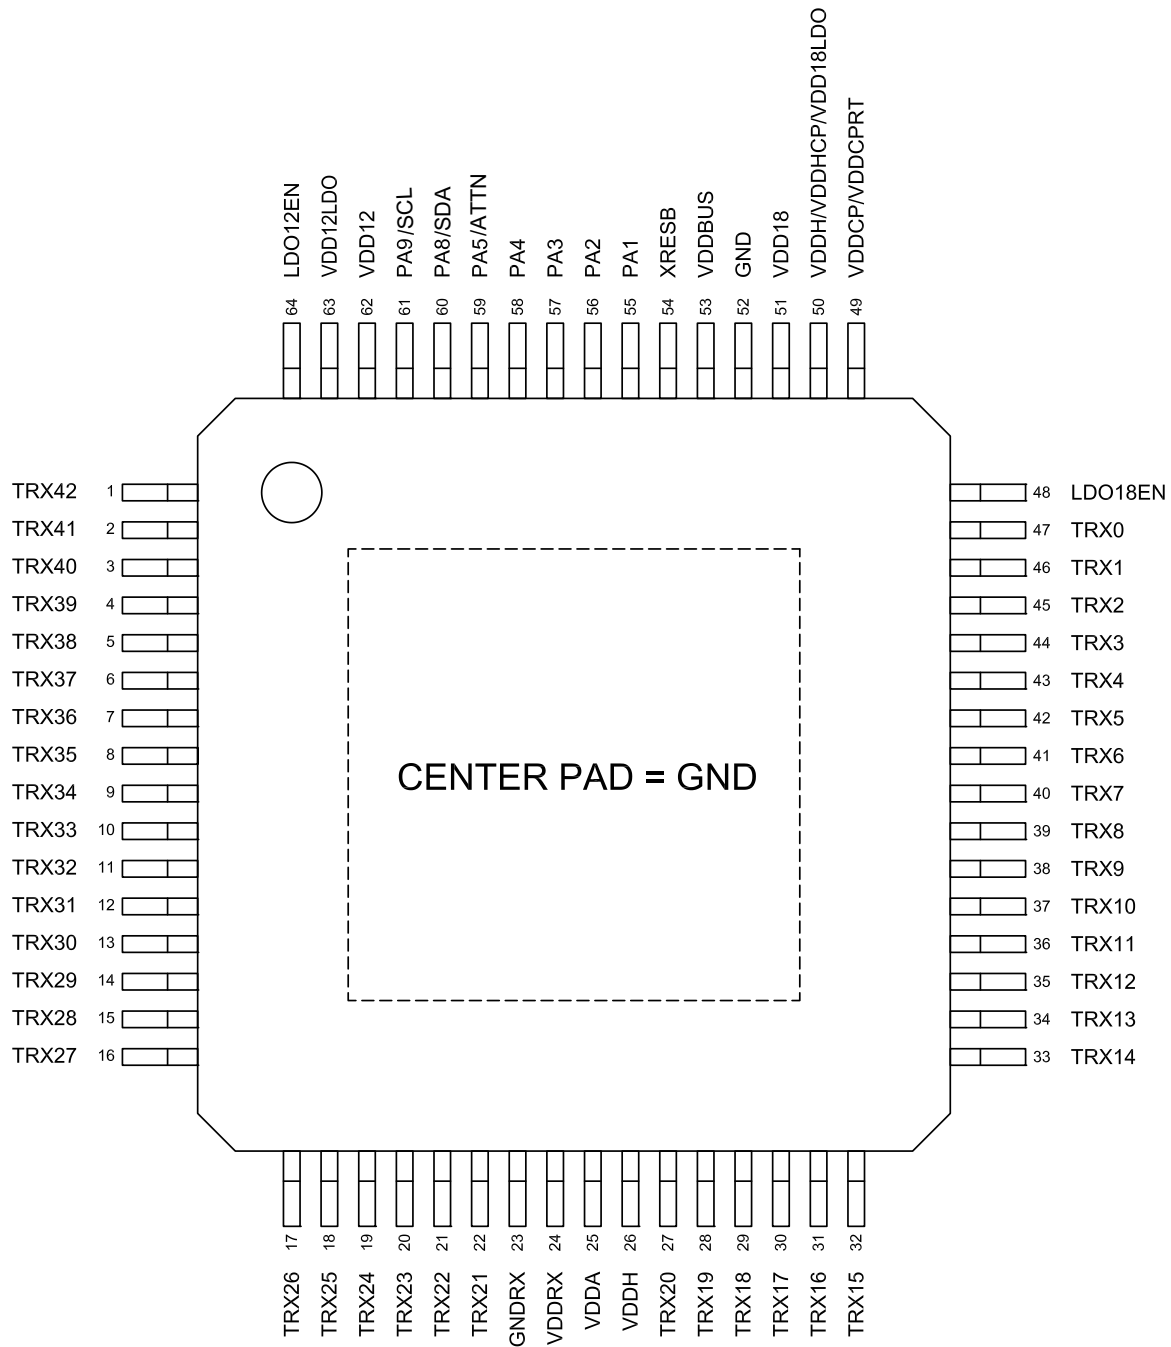 LDO12EN
VDD12LDO
VDD12
PA9/SCL
PA8/SDA
PA5/ATTN
PA4
PA3
PA2
PA1
XRESB
VDDBUS
GND
VDD18
VDDH/VDDHCP/VDD18LDO
VDDCP/VDDCPRT
64 63 62 61 60 59 58 57 56 55 54 53 52 51 50 49
TRX42 1
TRX41 2
TRX40 3
TRX39 4
TRX38 5
TRX37 6
TRX36 7
TRX35 8
TRX34 9
TRX33 10
TRX32 11
TRX31 12
TRX30 13
TRX29 14
TRX28 15
TRX27 16
CENTER PAD = GND
48 LDO18EN
47 TRX0
46 TRX1
45 TRX2
44 TRX3
43 TRX4
42 TRX5
41 TRX6
40 TRX7
39 TRX8
38 TRX9
37 TRX10
36 TRX11
35 TRX12
34 TRX13
33 TRX14
17 18 19 20 21 22 23 24 25 26 27 28 29 30 31 32
TRX26
TRX25
TRX24
TRX23
TRX22
TRX21
GNDRX
VDDRX
VDDA
VDDH
TRX20
TRX19
TRX18
TRX17
TRX16
TRX15